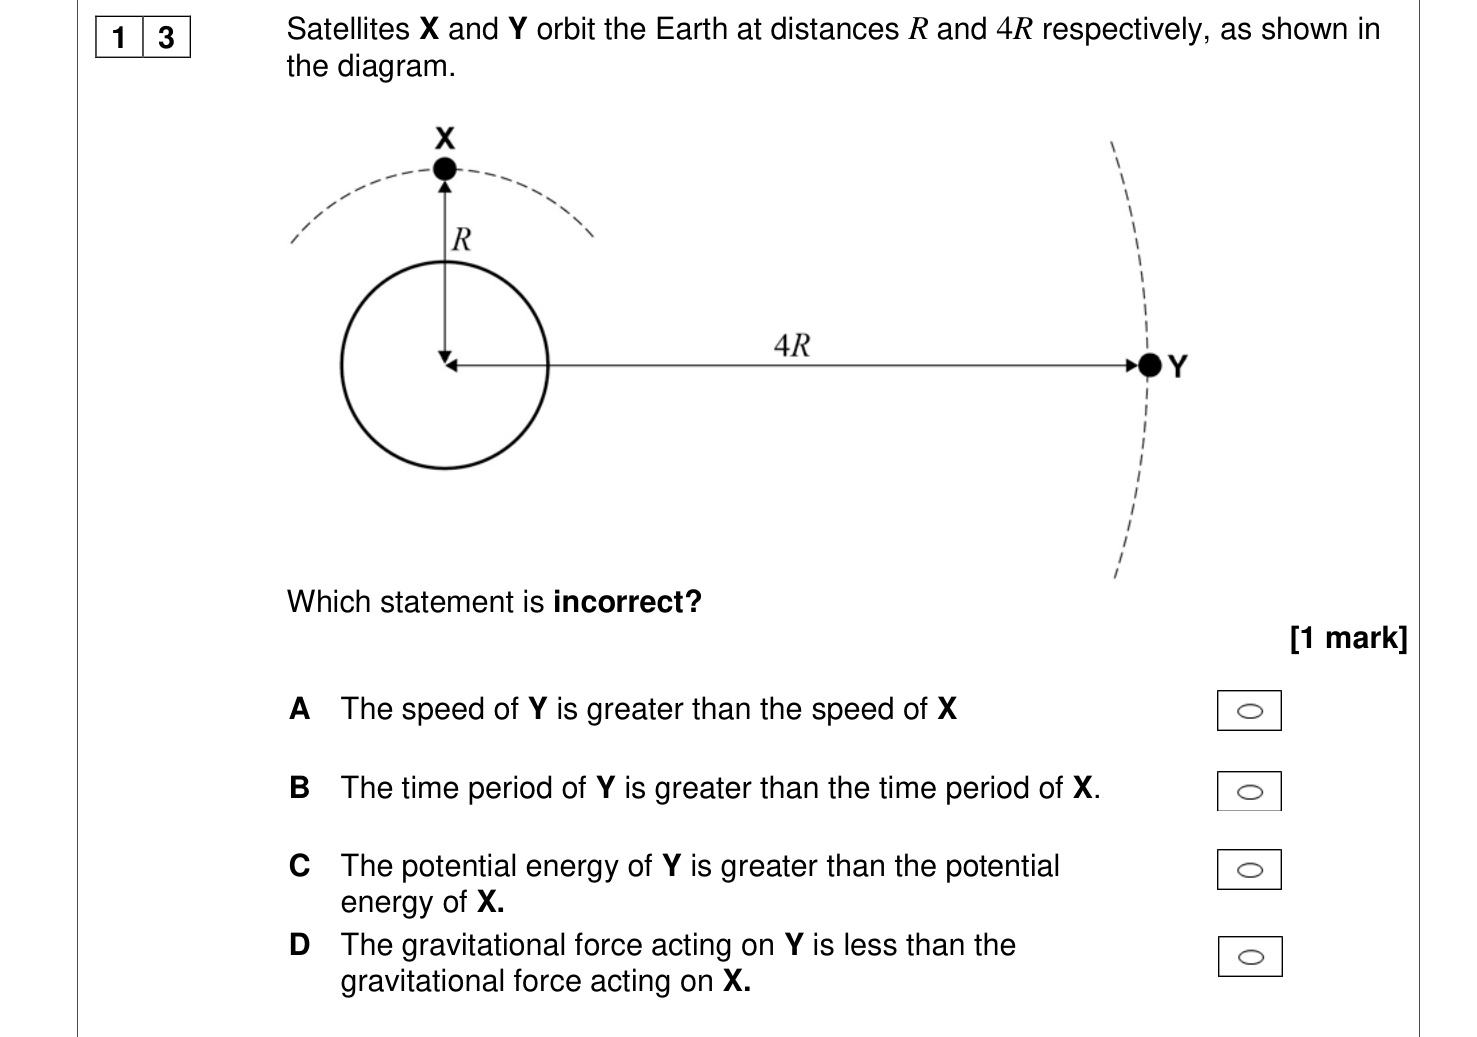 1 3
Satellites X and Y orbit the Earth at distances R and 4R respectively, as shown in
the diagram.
X
R
4R
Y
Which statement is incorrect?
[1 mark]
A The speed of Y is greater than the speed of X
B The time period of Y is greater than the time period of X.
C The potential energy of Y is greater than the potential
energy of X.
D The gravitational force acting on Y is less than the
gravitational force acting on X.